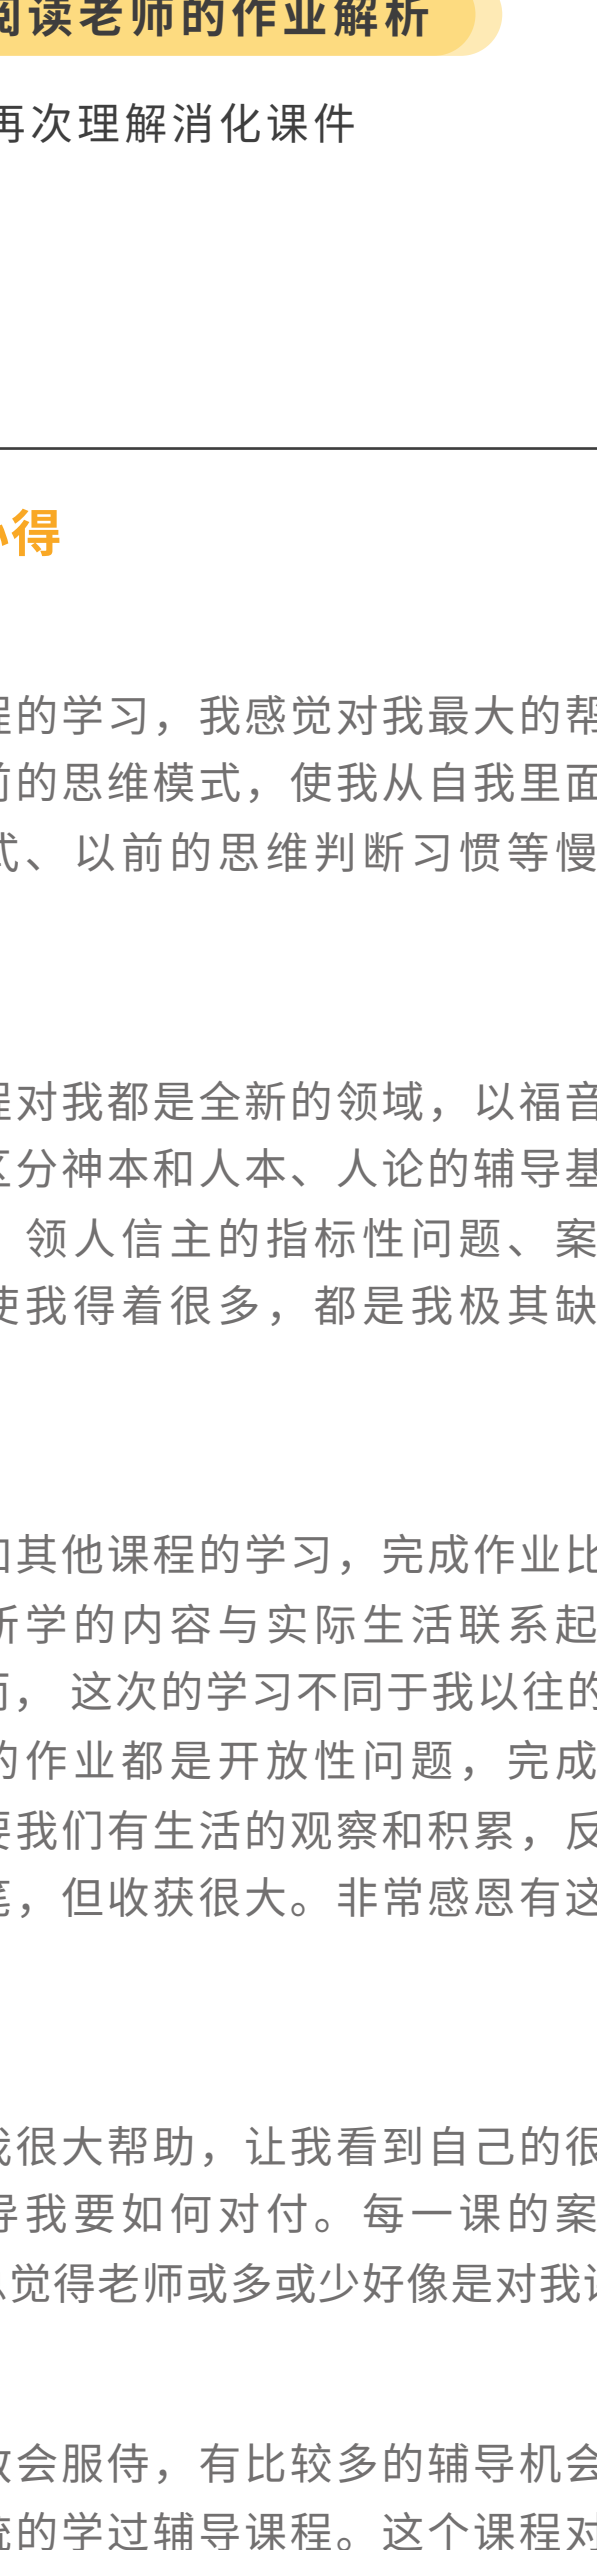 阅读老师的作业解析
再次理解消化课件
心得
程的学习，我感觉对我最大的帮
前的思维模式，使我从自我里面
式、以前的思维判断习惯等慢
程对我都是全新的领域，以福音
区分神本和人本、人论的辅导基
领人信主的指标性问题、案
使我得着很多，都是我极其缺
其他课程的学习，完成作业比
所学的内容与实际生活联系起
， 这次的学习不同于我以往的
的作业都是开放性问题，完成
要我们有生活的观察和积累，反
笔，但收获很大。非常感恩有这
我很大帮助，让我看到自己的很
导我要如何对付。每一课的案
觉得老师或多或少好像是对我
教会服侍，有比较多的辅导机会
统的学过辅导课程。这个课程对